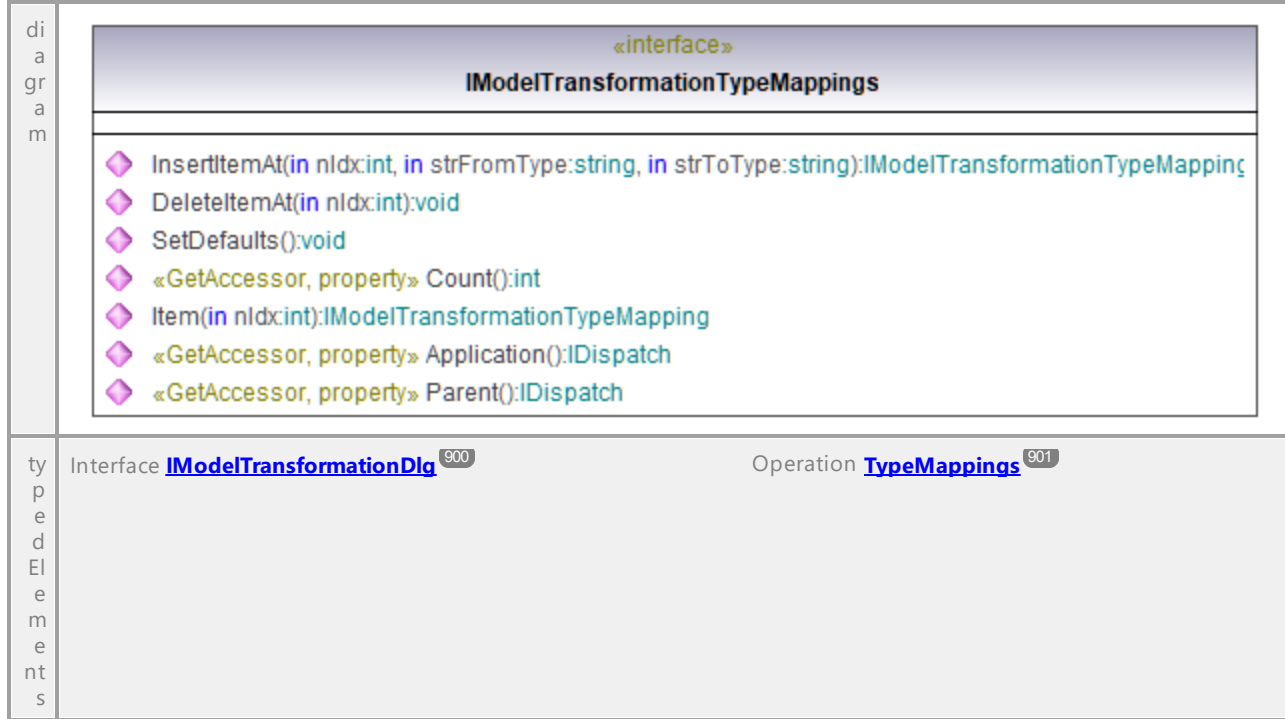 di
a
gr
a
m
«interface»
IModelTransformationTypeMappings
InsertItemAt(in nIdx:int, in strFromType:string, in strToType:string):IModelTransformationTypeMapping
DeleteItemAt(in nIdx:int):void
SetDefaults():void
«GetAccessor, property» Count():int
Item(in nIdx:int):IModelTransformationTypeMapping
«GetAccessor, property» Application():IDispatch
«GetAccessor, property» Parent():IDispatch
ty
p
e
d
El
e
m
e
nt
s
Interface IModelTransformationDlg 900 Operation TypeMappings 901